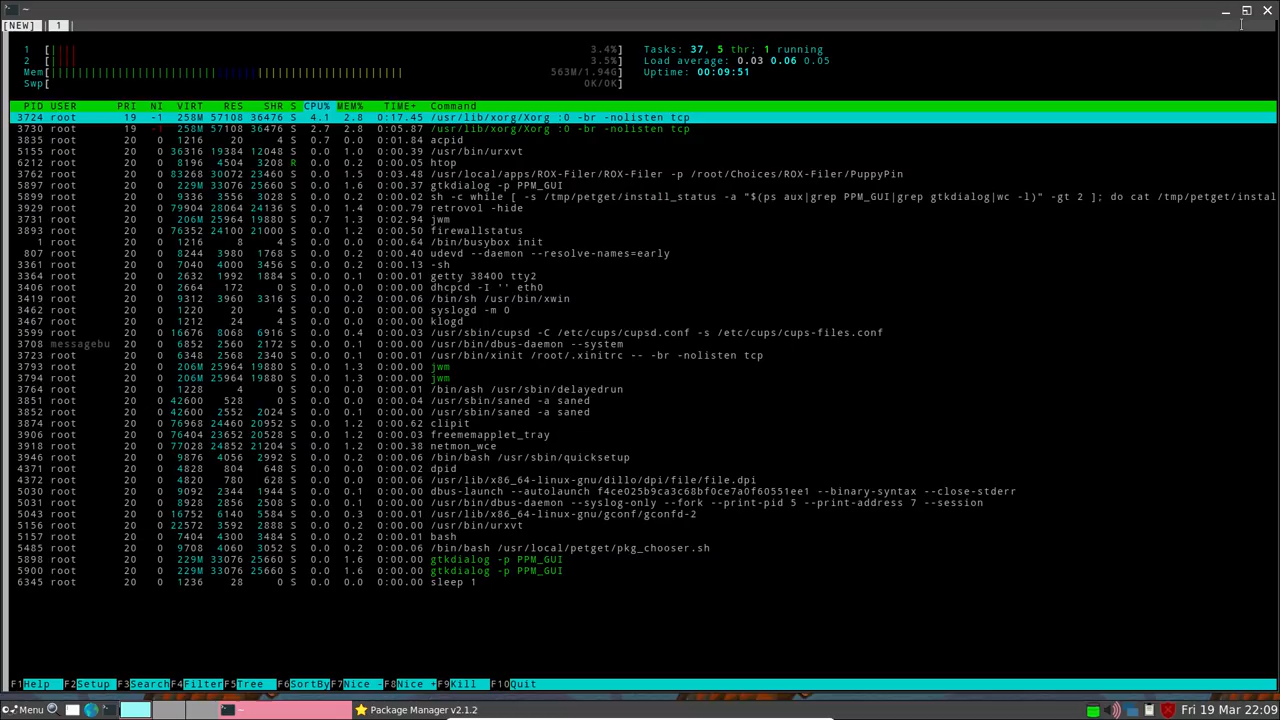 ~
[NEW] 1
1 [|||| 3.4%] Tasks: 37, 5 thr; 1 running
2 [| 3.5%] Load average: 0.03 0.06 0.05
Mem[ 563M/1.94G] Uptime: 00:09:51
Swp[ 0K/0K]
PID USER PRI NI VIRT RES SHR S CPU% MEM% TIME+ Command
3724 root 19 -1 258M 57108 36476 S 4.1 2.8 0:17.45 /usr/lib/xorg/Xorg :0 -br -nolisten tcp
3730 root 19 -1 258M 57108 36476 S 2.7 2.8 0:05.87 /usr/lib/xorg/Xorg :0 -br -nolisten tcp
3835 root 20 0 1216 20 4 S 0.7 0.0 0:01.84 acpid
5155 root 20 0 36316 19384 12048 S 0.0 1.0 0:00.39 /usr/bin/urxvt
6212 root 20 0 8196 4504 3208 R 0.0 0.2 0:00.05 htop
3762 root 20 0 83268 30072 23460 S 0.0 1.5 0:03.48 /usr/local/apps/ROX-Filer/ROX-Filer -p /root/Choices/ROX-Filer/PuppyPin
5897 root 20 0 229M 33076 25660 S 0.0 1.6 0:00.37 gtkdialog -p PPM_GUI
5899 root 20 0 9336 3556 3028 S 0.0 0.2 0:00.02 sh -c while [ -s /tmp/petget/install_status -a "$(ps aux|grep PPM_GUI|grep gtkdialog|wc -l)" -gt 2 ]; do cat /tmp/petget/instal
3929 root 20 0 79904 28064 24136 S 0.0 1.4 0:00.79 retrovol -hide
3731 root 20 0 206M 25964 19880 S 0.7 1.3 0:02.94 jwm
3893 root 20 0 76352 24100 21000 S 0.0 1.2 0:00.50 firewallstatus
1 root 20 0 1216 8 4 S 0.0 0.0 0:00.64 /bin/busybox init
807 root 20 0 8244 3980 1768 S 0.0 0.2 0:00.40 udevd --daemon --resolve-names=early
3361 root 20 0 7040 4000 3456 S 0.0 0.2 0:00.13 -sh
3364 root 20 0 2632 1992 1884 S 0.0 0.1 0:00.01 getty 38400 tty2
3406 root 20 0 2664 172 0 S 0.0 0.0 0:00.00 dhcpcd -I '' eth0
3419 root 20 0 9312 3960 3316 S 0.0 0.2 0:00.06 /bin/sh /usr/bin/xwin
3462 root 20 0 1220 20 4 S 0.0 0.0 0:00.01 syslogd -m 0
3467 root 20 0 1212 24 4 S 0.0 0.0 0:00.00 klogd
3599 root 20 0 16676 8068 6916 S 0.0 0.4 0:00.03 /usr/sbin/cupsd -C /etc/cups/cupsd.conf -s /etc/cups/cups-files.conf
3708 messagebu 20 0 6852 2560 2172 S 0.0 0.1 0:00.00 /usr/bin/dbus-daemon --system
3723 root 20 0 6348 2568 2340 S 0.0 0.1 0:00.01 /usr/bin/xinit /root/.xinitrc -- -br -nolisten tcp
3793 root 20 0 206M 25964 19880 S 0.0 1.3 0:00.00 jwm
3794 root 20 0 206M 25964 19880 S 0.0 1.3 0:00.00 jwm
3764 root 20 0 1228 4 0 S 0.0 0.0 0:00.01 /bin/ash /usr/sbin/delayedrun
3851 root 20 0 42600 528 0 S 0.0 0.0 0:00.04 /usr/sbin/saned -a saned
3852 root 20 0 42600 2552 2024 S 0.0 0.1 0:00.00 /usr/sbin/saned -a saned
3874 root 20 0 76968 24460 20952 S 0.0 1.2 0:00.62 clipit
3906 root 20 0 76404 23652 20528 S 0.0 1.2 0:00.03 freememapplet_tray
3918 root 20 0 77028 24852 21204 S 0.0 1.2 0:00.38 netmon_wce
3946 root 20 0 9876 4056 2992 S 0.0 0.2 0:00.06 /bin/bash /usr/sbin/quicksetup
4371 root 20 0 4828 804 648 S 0.0 0.0 0:00.02 dpid
4372 root 20 0 4820 780 628 S 0.0 0.0 0:00.06 /usr/lib/x86_64-linux-gnu/dillo/dpi/file/file.dpi
5030 root 20 0 9092 2344 1944 S 0.0 0.1 0:00.00 dbus-launch --autolaunch f4ce025b9ca3c68bf0ce7a0f60551ee1 --binary-syntax --close-stderr
5031 root 20 0 8928 2856 2508 S 0.0 0.1 0:00.00 /usr/bin/dbus-daemon --syslog-only --fork --print-pid 5 --print-address 7 --session
5043 root 20 0 16752 6140 5584 S 0.0 0.3 0:00.01 /usr/lib/x86_64-linux-gnu/gconf/gconfd-2
5156 root 20 0 22572 3592 2888 S 0.0 0.2 0:00.00 /usr/bin/urxvt
5157 root 20 0 7404 4300 3484 S 0.0 0.2 0:00.01 bash
5485 root 20 0 9708 4060 3052 S 0.0 0.2 0:00.06 /bin/bash /usr/local/petget/pkg_chooser.sh
5898 root 20 0 229M 33076 25660 S 0.0 1.6 0:00.00 gtkdialog -p PPM_GUI
5900 root 20 0 229M 33076 25660 S 0.0 1.6 0:00.00 gtkdialog -p PPM_GUI
6345 root 20 0 1236 28 0 S 0.0 0.0 0:00.00 sleep 1
F1Help F2Setup F3Search F4Filter F5Tree F6SortBy F7Nice - F8Nice + F9Kill F10Quit
Menu ~ Package Manager v2.1.2 Fri 19 Mar 22:09